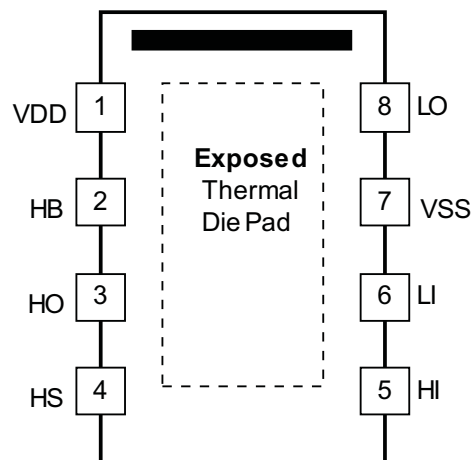 VDD 1
8 LO
Exposed
Thermal
Die Pad
HB 2
7 VSS
HO 3
6 LI
HS 4
5 HI